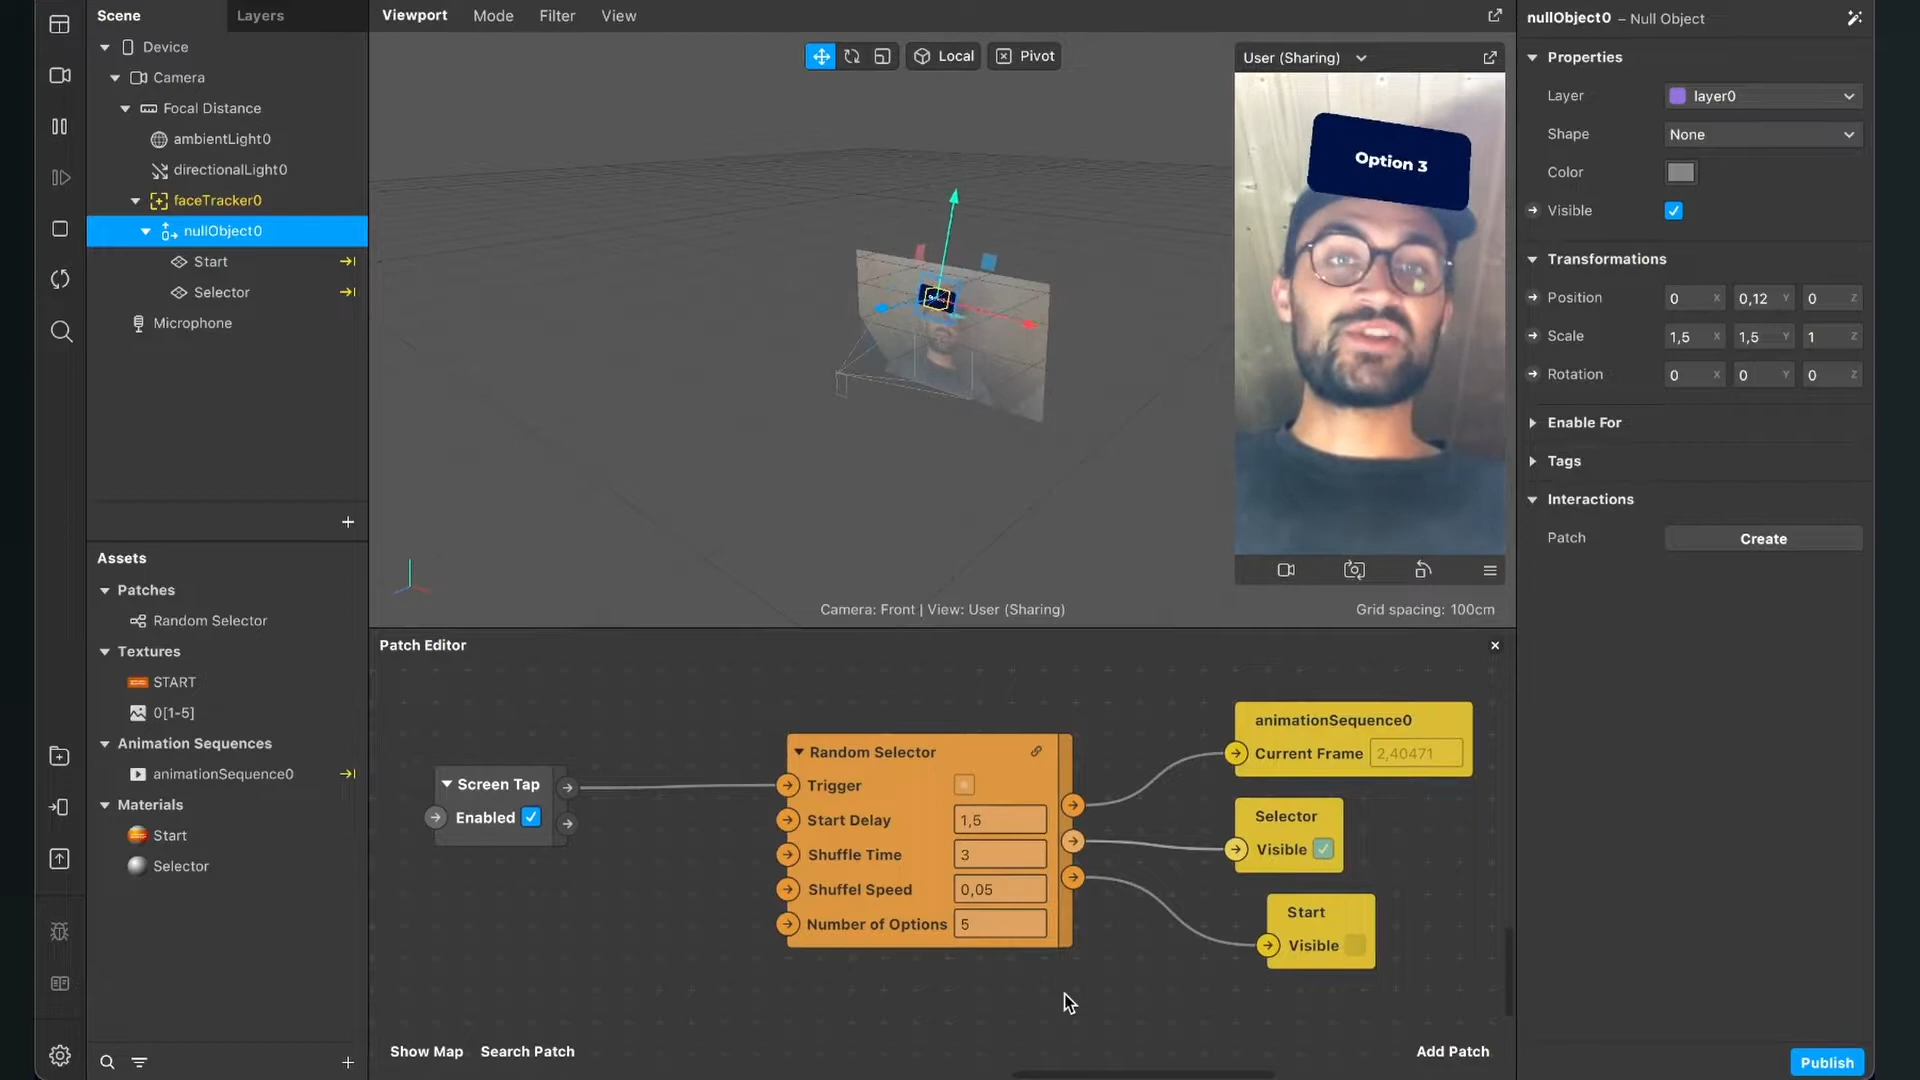 Scene
Layers
Device
Camera
Focal Distance
ambientLight0
directionalLight0
faceTracker0
nullObject0
Start
Selector
Microphone
Assets
Patches
Random Selector
Textures
START
0[1-5]
Animation Sequences
animationSequence0
Materials
Start
Selector
Viewport Mode Filter View
Local
Pivot
User (Sharing)
Option 3
Camera: Front | View: User (Sharing)
Grid spacing: 100cm
Patch Editor
Screen Tap
Enabled
Random Selector
Trigger
Start Delay 1,5
Shuffle Time 3
Shuffel Speed 0,05
Number of Options 5
animationSequence0
Current Frame 2,40471
Selector
Visible
Start
Visible
Show Map Search Patch
Add Patch
nullObject0 – Null Object
Properties
Layer layer0
Shape None
Color
Visible
Transformations
Position 0 X 0,12 Y 0 Z
Scale 1,5 X 1,5 Y 1 Z
Rotation 0 X 0 Y 0 Z
Enable For
Tags
Interactions
Patch Create
Publish